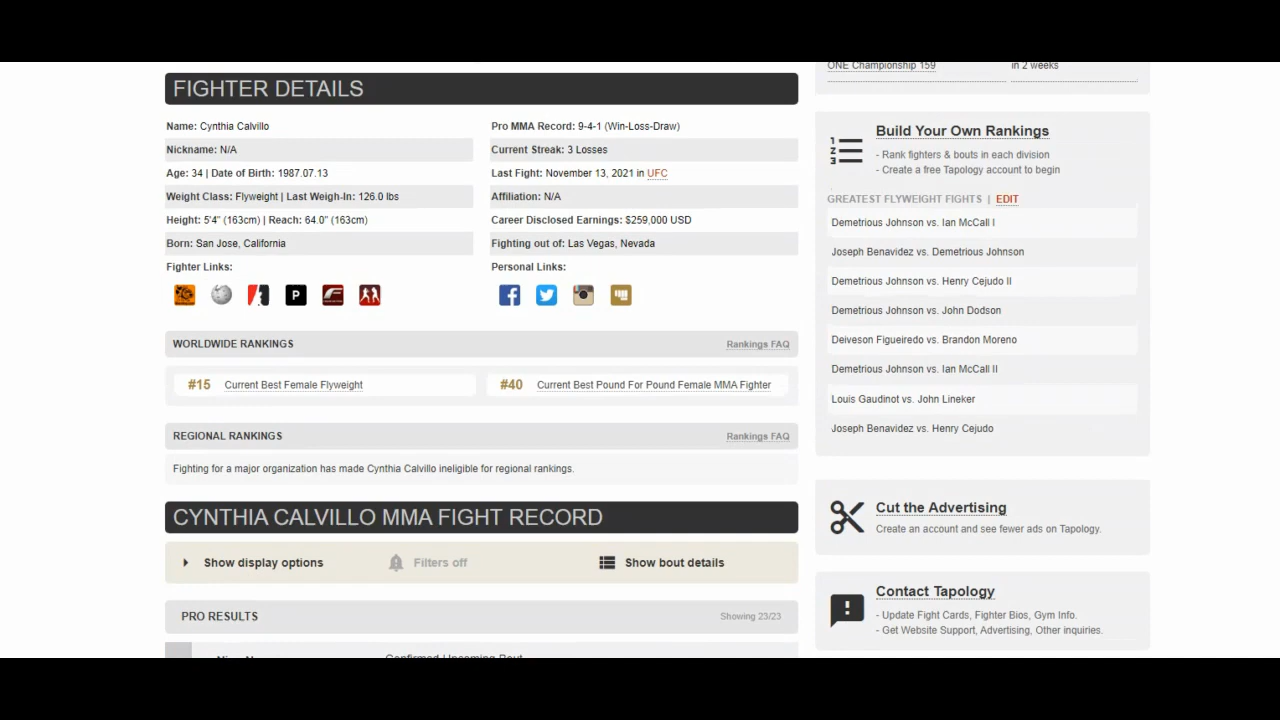 FIGHTER DETAILS
Name: Cynthia Calvillo
Nickname: N/A
Age: 34 | Date of Birth: 1987.07.13
Weight Class: Flyweight | Last Weigh-In: 126.0 lbs
Height: 5'4" (163cm) | Reach: 64.0" (163cm)
Born: San Jose, California
Fighter Links:
P
Pro MMA Record: 9-4-1 (Win-Loss-Draw)
Current Streak: 3 Losses
Last Fight: November 13, 2021 in UFC
Affiliation: N/A
Career Disclosed Earnings: $259,000 USD
Fighting out of: Las Vegas, Nevada
Personal Links:
WORLDWIDE RANKINGS
Rankings FAQ
#15 Current Best Female Flyweight
#40 Current Best Pound For Pound Female MMA Fighter
REGIONAL RANKINGS
Rankings FAQ
Fighting for a major organization has made Cynthia Calvillo ineligible for regional rankings.
CYNTHIA CALVILLO MMA FIGHT RECORD
Show display options
Filters off
Show bout details
PRO RESULTS
Showing 23/23
Confirmed Upcoming Bout
ONE Championship 159
in 2 weeks
1
2
3
Build Your Own Rankings
- Rank fighters & bouts in each division
- Create a free Tapology account to begin
GREATEST FLYWEIGHT FIGHTS | EDIT
Demetrious Johnson vs. Ian McCall I
Joseph Benavidez vs. Demetrious Johnson
Demetrious Johnson vs. Henry Cejudo II
Demetrious Johnson vs. John Dodson
Deiveson Figueiredo vs. Brandon Moreno
Demetrious Johnson vs. Ian McCall II
Louis Gaudinot vs. John Lineker
Joseph Benavidez vs. Henry Cejudo
Cut the Advertising
Create an account and see fewer ads on Tapology.
Contact Tapology
- Update Fight Cards, Fighter Bios, Gym Info.
- Get Website Support, Advertising, Other inquiries.